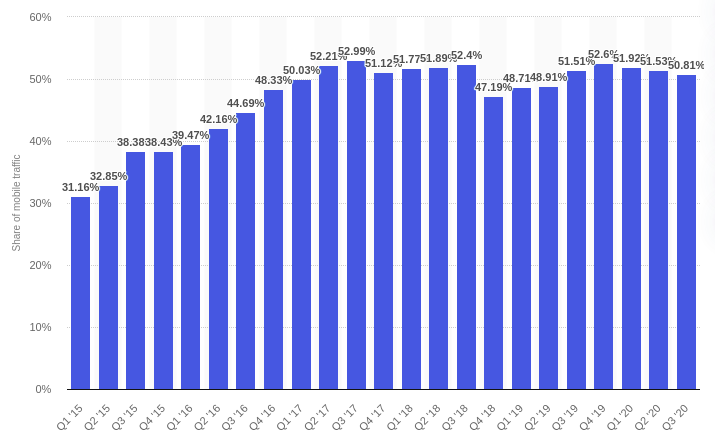 60%
50%
40%
30%
20%
10%
0%
Share of mobile traffic
31.16%
32.85%
38.38%
38.43%
39.47%
42.16%
44.69%
48.33%
50.03%
52.21%
52.99%
51.12%
51.77%
51.89%
52.4%
47.19%
48.71%
48.91%
51.51%
52.6%
51.92%
51.53%
50.81%
Q1 '15
Q2 '15
Q3 '15
Q4 '15
Q1 '16
Q2 '16
Q3 '16
Q4 '16
Q1 '17
Q2 '17
Q3 '17
Q4 '17
Q1 '18
Q2 '18
Q3 '18
Q4 '18
Q1 '19
Q2 '19
Q3 '19
Q4 '19
Q1 '20
Q2 '20
Q3 '20